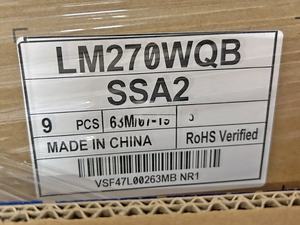 LM270WQB
SSA2
9 PCS
MADE IN CHINA RoHS Verified
VSF47L00263MB NR1